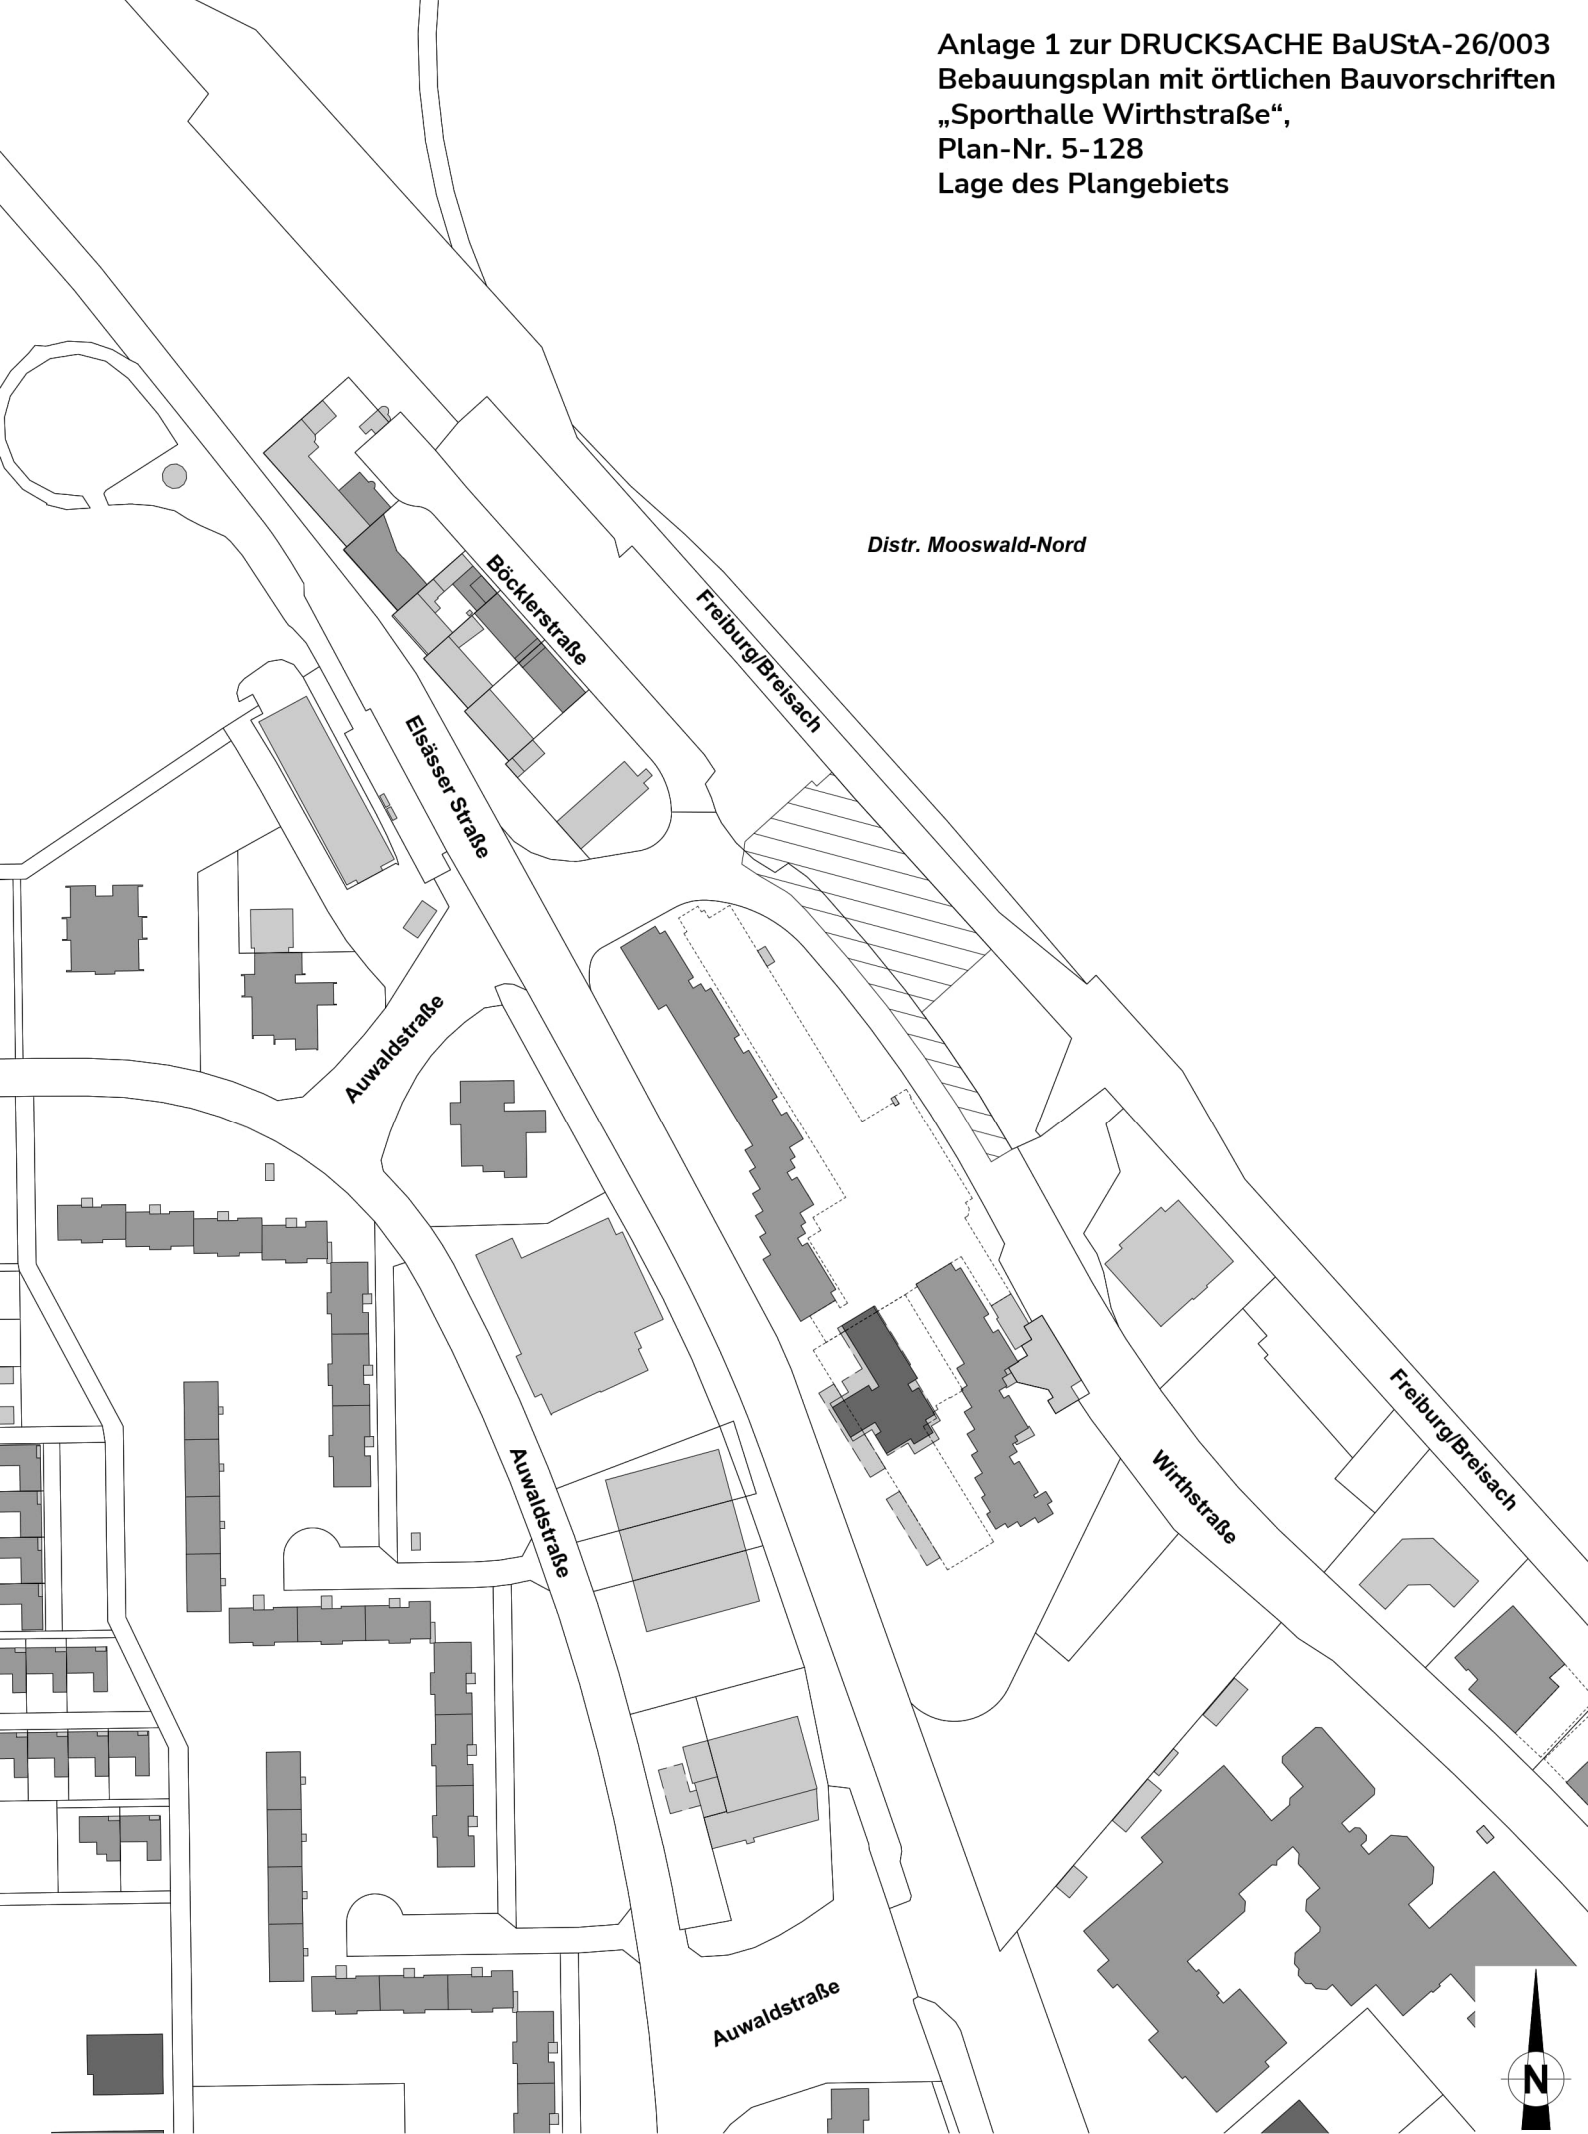 Anlage 1 zur DRUCKSACHE BaUStA-26/003
Bebauungsplan mit örtlichen Bauvorschriften
„Sporthalle Wirthstraße“,
Plan-Nr. 5-128
Lage des Plangebiets
Distr. Mooswald-Nord
Böcklerstraße
Freiburg/Breisach
Elsässer Straße
Auwaldstraße
Freiburg/Breisach
Wirthstraße
Auwaldstraße
Auwaldstraße
N